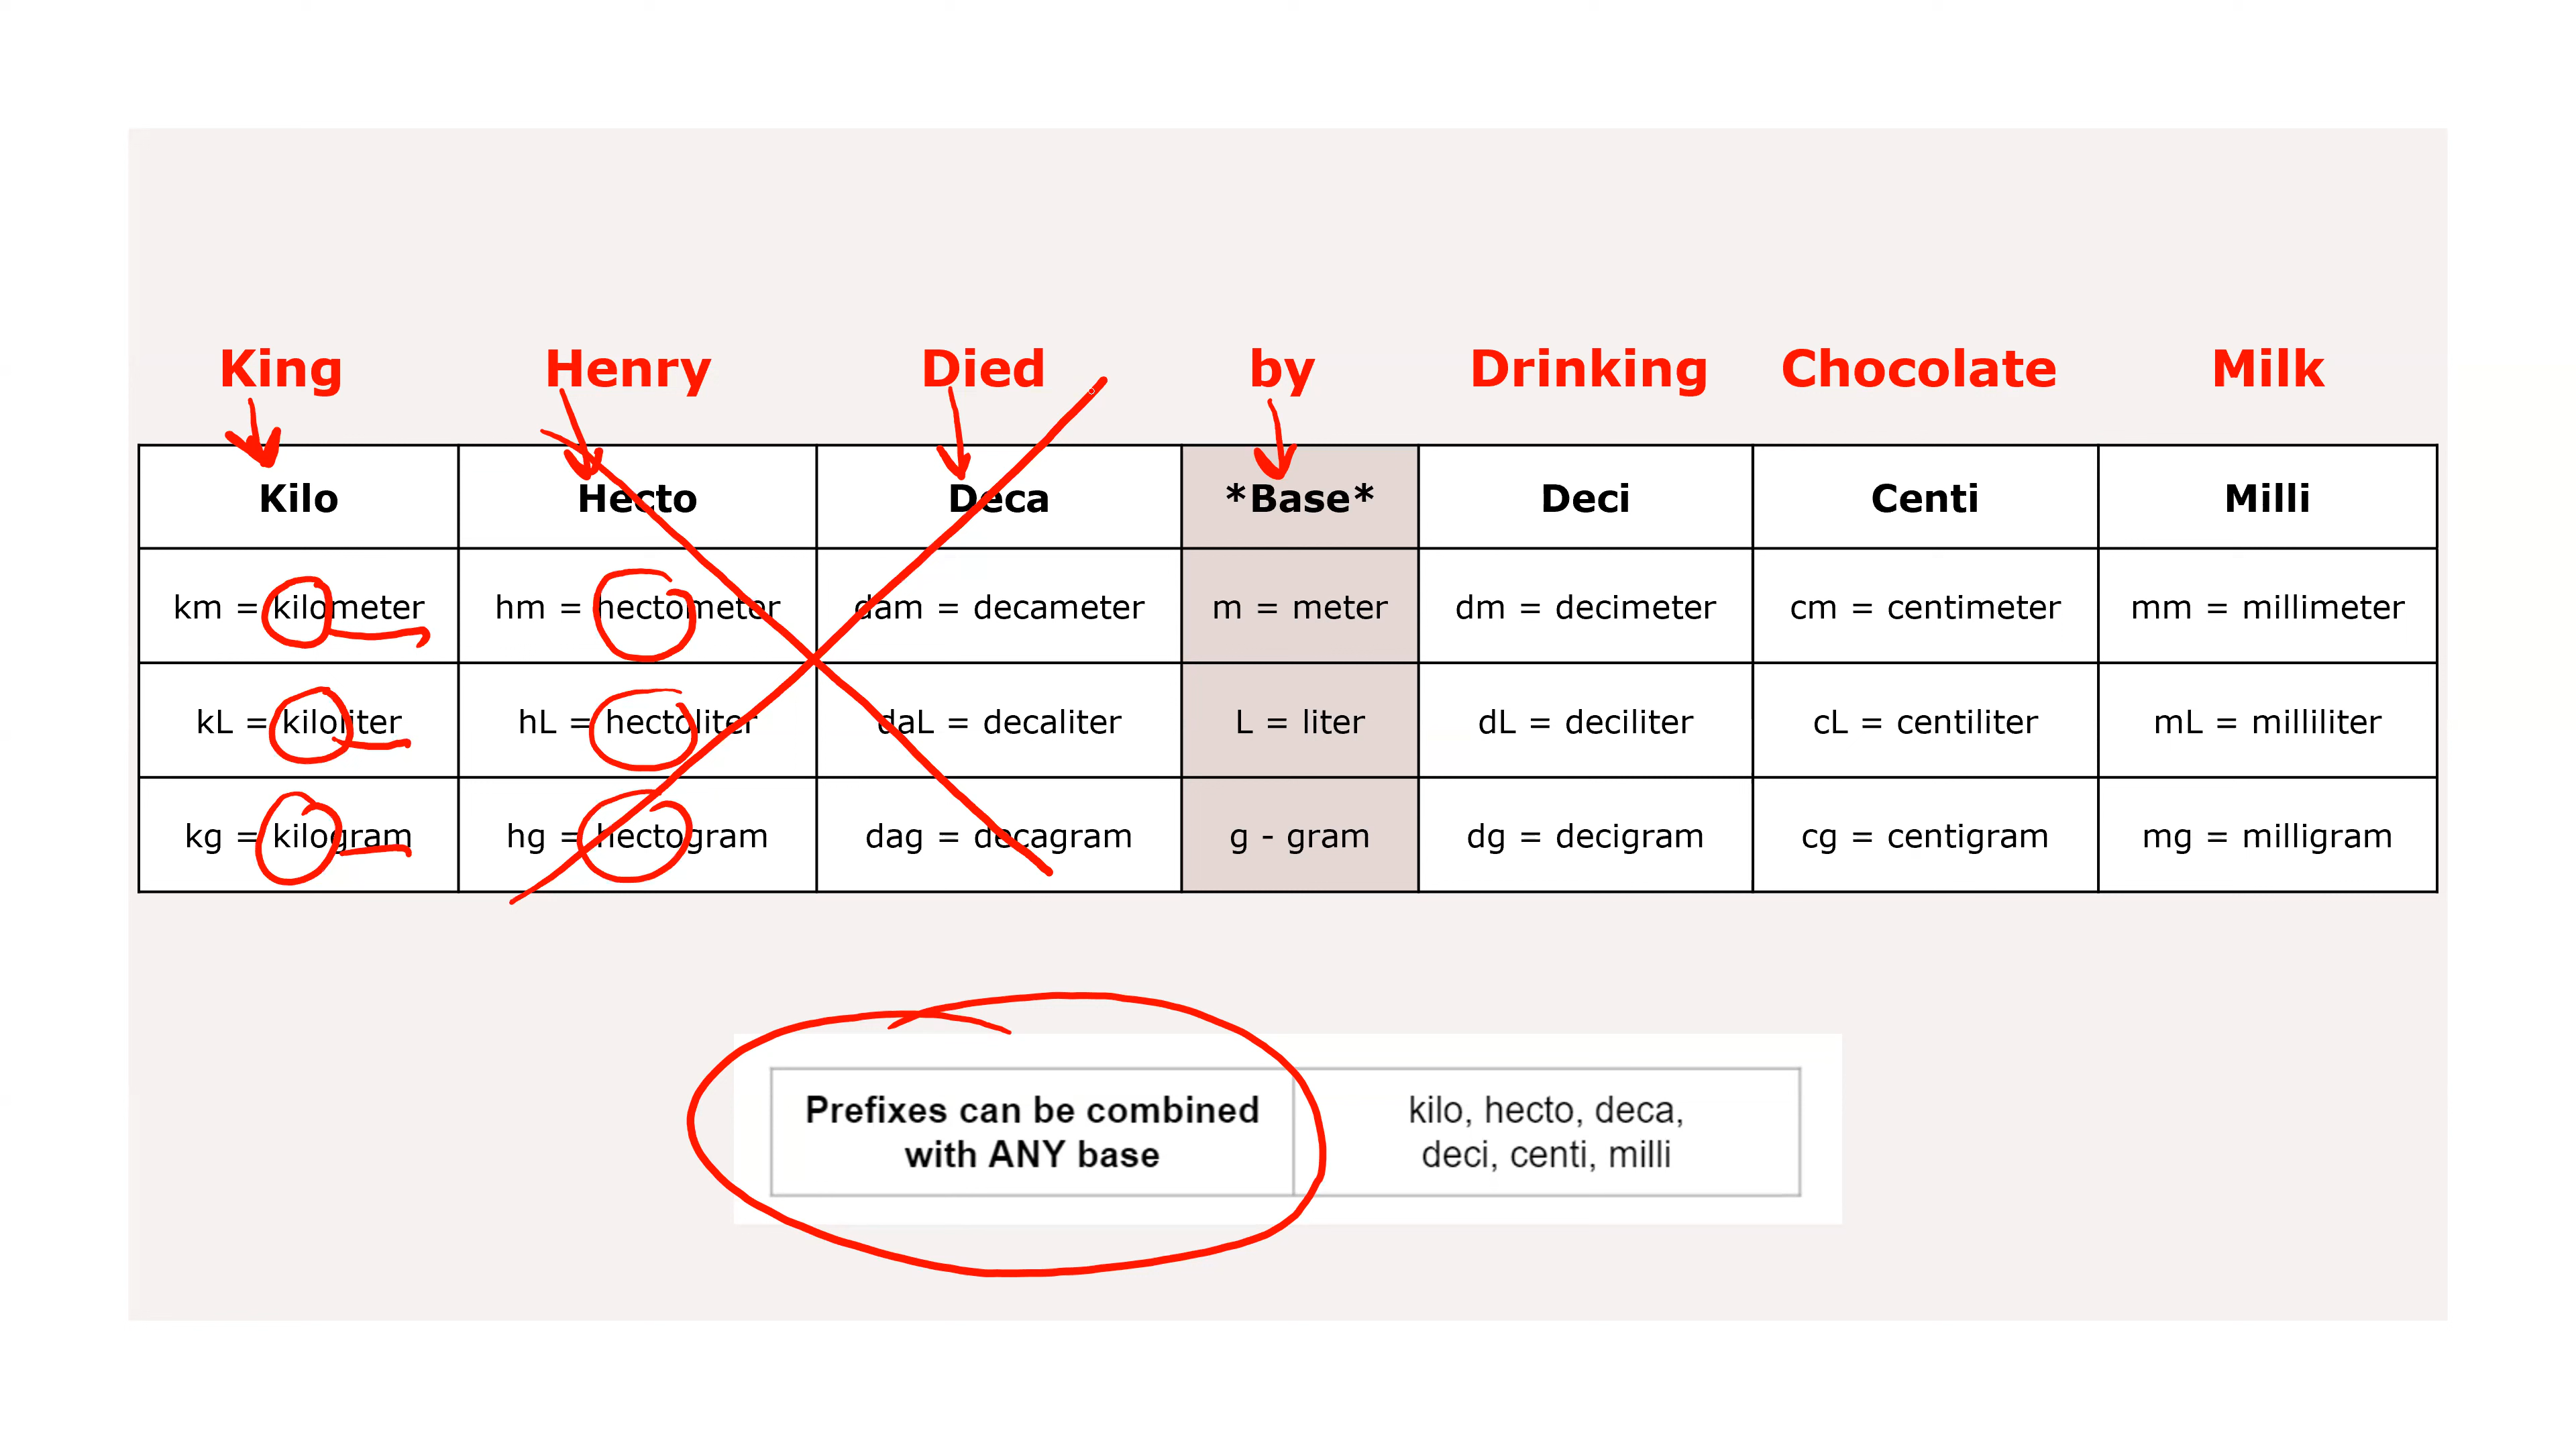 King Henry Died by Drinking Chocolate Milk
Kilo Hecto Deca *Base* Deci Centi Milli
km = kilometer hm = hectometer dam = decameter m = meter dm = decimeter cm = centimeter mm = millimeter
kL = kiloliter hL = hectoliter daL = decaliter L = liter dL = deciliter cL = centiliter mL = milliliter
kg = kilogram hg = hectogram dag = decagram g - gram dg = decigram cg = centigram mg = milligram
Prefixes can be combined
with ANY base
kilo, hecto, deca,
deci, centi, milli